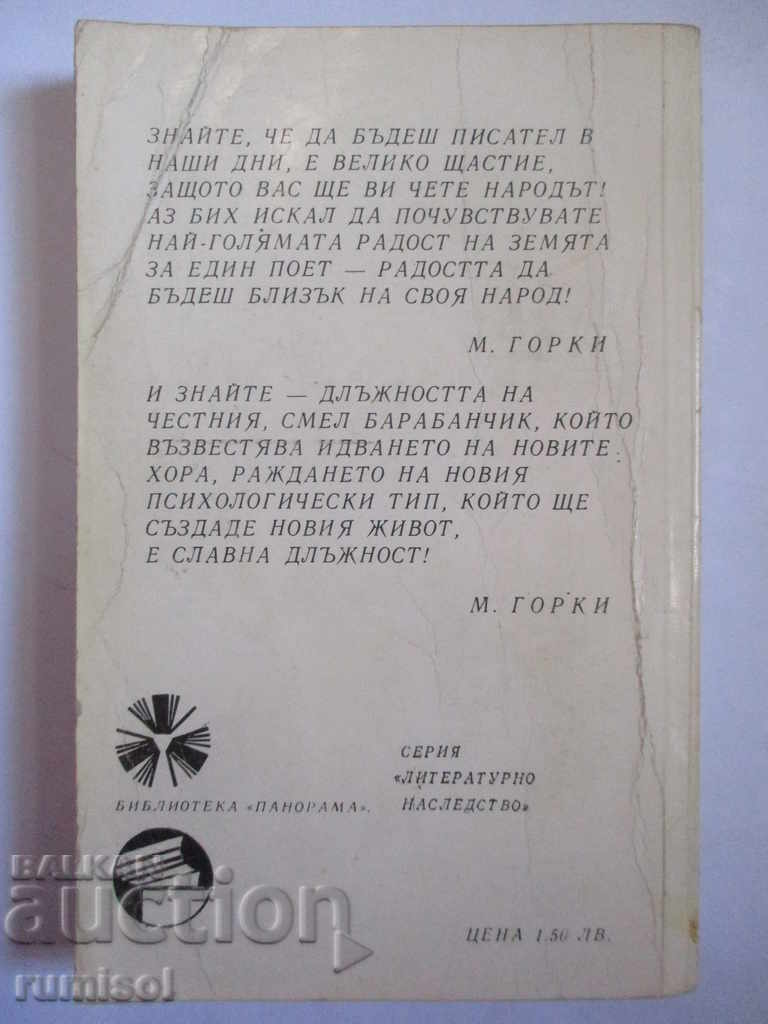 ЗНАЙТЕ, ЧЕ ДА БЪДЕШ ПИСАТЕЛ В
НАШИ ДНИ, Е ВЕЛИКО ЩАСТИЕ,
ЗАЩОТО ВАС ЩЕ ВИ ЧЕТЕ НАРОДЪТ!
АЗ БИХ ИСКАЛ ДА ПОЧУВСТВУВАТЕ
НАЙ-ГОЛЯМАТА РАДОСТ НА ЗЕМЯТА
ЗА ЕДИН ПОЕТ — РАДОСТТА ДА
БЪДЕШ БЛИЗЪК НА СВОЯ НАРОД!
М. ГОРКИ
И ЗНАЙТЕ — ДЛЪЖНОСТТА НА
ЧЕСТНИЯ, СМЕЛ БАРАБАНЧИК, КОЙТО
ВЪЗВЕСТЯВА ИДВАНЕТО НА НОВИТЕ
ХОРА, РАЖДАНЕТО НА НОВИЯ
ПСИХОЛОГИЧЕСКИ ТИП, КОЙТО ЩЕ
СЪЗДАДЕ НОВИЯ ЖИВОТ,
Е СЛАВНА ДЛЪЖНОСТ!
М. ГОРКИ
БИБЛИОТЕКА «ПАНОРАМА».
СЕРИЯ
«ЛИТЕРАТУРНО
НАСЛЕДСТВО»
ЦЕНА 1.50 ЛВ.
BALKAN
auction
rumisol